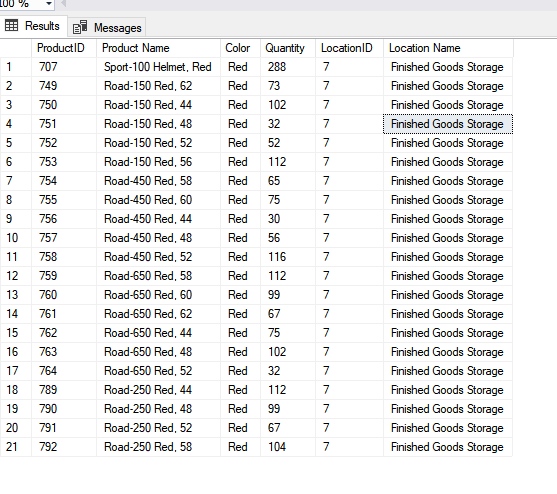 100 %
Results Messages
ProductID Product Name Color Quantity LocationID Location Name
1 707 Sport-100 Helmet, Red Red 288 7 Finished Goods Storage
2 749 Road-150 Red, 62 Red 73 7 Finished Goods Storage
3 750 Road-150 Red, 44 Red 102 7 Finished Goods Storage
4 751 Road-150 Red, 48 Red 32 7 Finished Goods Storage
5 752 Road-150 Red, 52 Red 52 7 Finished Goods Storage
6 753 Road-150 Red, 56 Red 112 7 Finished Goods Storage
7 754 Road-450 Red, 58 Red 65 7 Finished Goods Storage
8 755 Road-450 Red, 60 Red 75 7 Finished Goods Storage
9 756 Road-450 Red, 44 Red 30 7 Finished Goods Storage
10 757 Road-450 Red, 48 Red 56 7 Finished Goods Storage
11 758 Road-450 Red, 52 Red 116 7 Finished Goods Storage
12 759 Road-650 Red, 58 Red 112 7 Finished Goods Storage
13 760 Road-650 Red, 60 Red 99 7 Finished Goods Storage
14 761 Road-650 Red, 62 Red 67 7 Finished Goods Storage
15 762 Road-650 Red, 44 Red 75 7 Finished Goods Storage
16 763 Road-650 Red, 48 Red 102 7 Finished Goods Storage
17 764 Road-650 Red, 52 Red 32 7 Finished Goods Storage
18 789 Road-250 Red, 44 Red 112 7 Finished Goods Storage
19 790 Road-250 Red, 48 Red 99 7 Finished Goods Storage
20 791 Road-250 Red, 52 Red 67 7 Finished Goods Storage
21 792 Road-250 Red, 58 Red 104 7 Finished Goods Storage